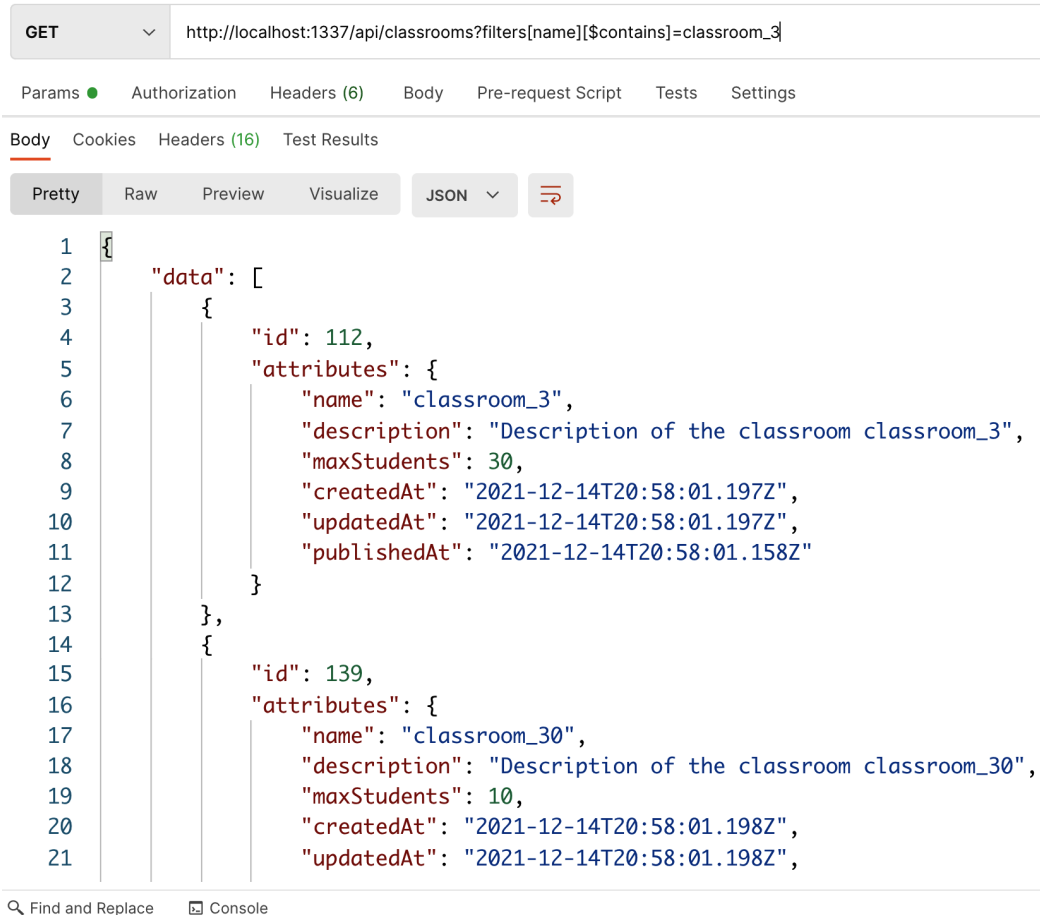 GET http://localhost:1337/api/classrooms?filters[name][$contains]=classroom_3
Params Authorization Headers (6) Body Pre-request Script Tests Settings
Body Cookies Headers (16) Test Results
Pretty Raw Preview Visualize JSON
1 {
2 "data": [
3 {
4 "id": 112,
5 "attributes": {
6 "name": "classroom_3",
7 "description": "Description of the classroom classroom_3",
8 "maxStudents": 30,
9 "createdAt": "2021-12-14T20:58:01.197Z",
10 "updatedAt": "2021-12-14T20:58:01.197Z",
11 "publishedAt": "2021-12-14T20:58:01.158Z"
12 }
13 },
14 {
15 "id": 139,
16 "attributes": {
17 "name": "classroom_30",
18 "description": "Description of the classroom classroom_30",
19 "maxStudents": 10,
20 "createdAt": "2021-12-14T20:58:01.198Z",
21 "updatedAt": "2021-12-14T20:58:01.198Z",
Find and Replace Console